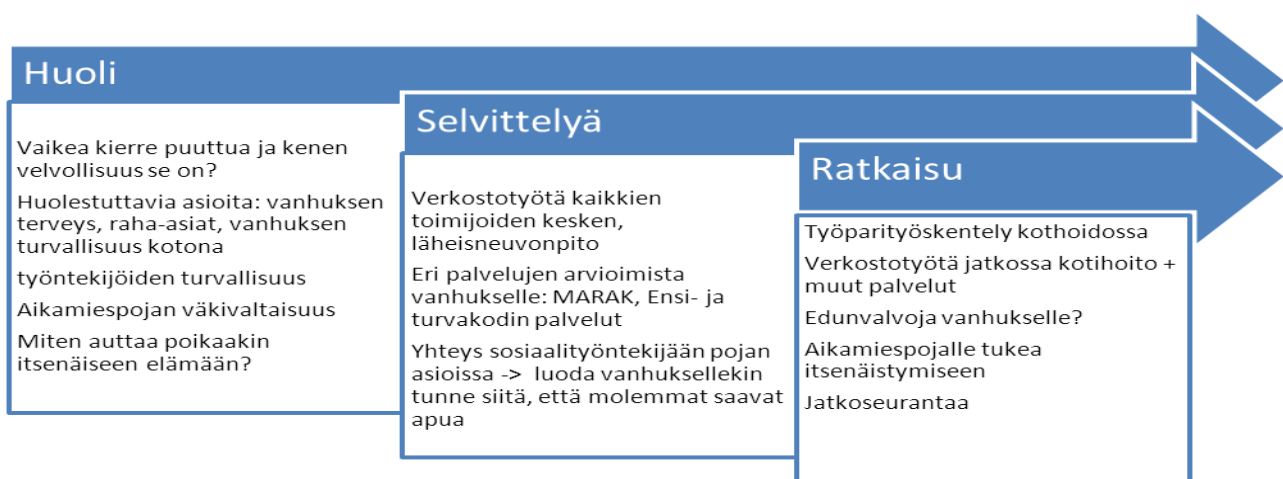 Huoli
Vaikea kierre puuttua ja kenen
velvollisuus se on?
Huolestuttavia asioita: vanhuksen
terveys, raha-asiat, vanhuksen
turvallisuus kotona
työntekijöiden turvallisuus
Aikamiespojan väkivaltaisuus
Miten auttaa poikaakin
itsenäiseen elämään?
Selvittelyä
Verkostotyötä kaikkien
toimijoiden kesken,
läheisneuvonpito
Eri palvelujen arvioimista
vanhukselle: MARAK, Ensi- ja
turvakodin palvelut
Yhteys sosiaalityöntekijään pojan
asioissa -> luoda vanhuksellekin
tunne siitä, että molemmat saavat
apua
Ratkaisu
Työparityöskentely kothoidossa
Verkostotyötä jatkossa kotihoito +
muut palvelut
Edunvalvoja vanhukselle?
Aikamiespojalle tukea
itsenäistymiseen
Jatkoseurantaa